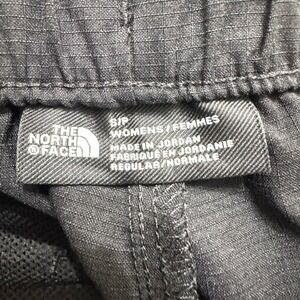 THE
NORTH
FACE
S/P
WOMENS/FEMMES
MADE IN JORDAN
FABRIQUÉ EN JORDANIE
REGULAR/NORMALE